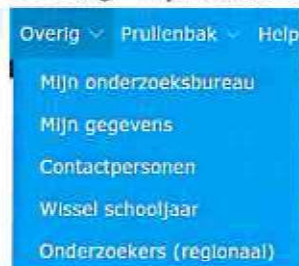 Overig Prullenbak Help
Mijn onderzoeksbureau
Mijn gegevens
Contactpersonen
Wissel schooljaar
Onderzoekers (regionaal)